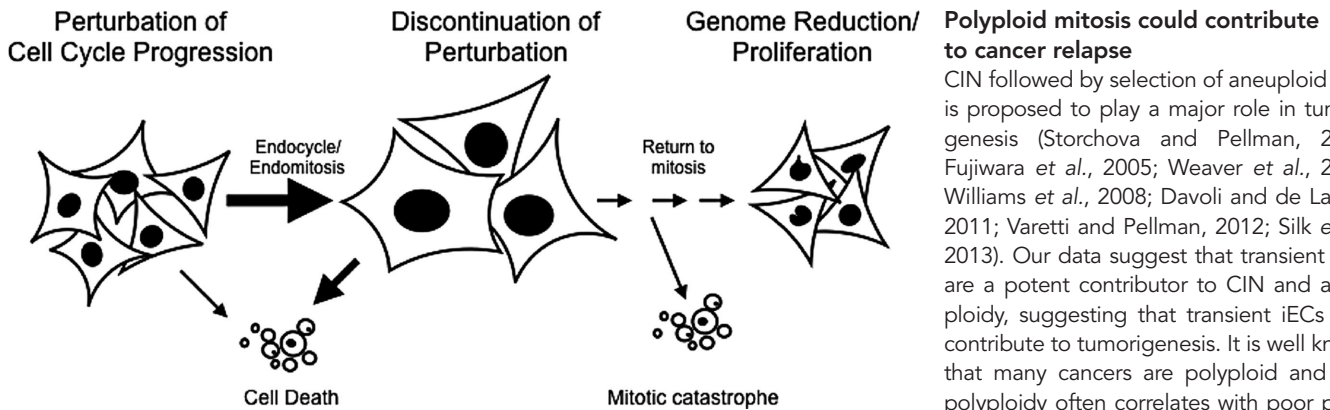 Perturbation of
Cell Cycle Progression
Discontinuation of
Perturbation
Genome Reduction/
Proliferation
Endocycle/
Endomitosis
Return to
mitosis
Cell Death
Mitotic catastrophe
Polyploid mitosis could contribute
to cancer relapse
CIN followed by selection of aneuploid
is proposed to play a major role in
genesis (Storchova and Pellman,
Fujiwara et al., 2005; Weaver et al.,
Williams et al., 2008; Davoli and de
2011; Varetti and Pellman, 2012; Silk
2013). Our data suggest that transient
are a potent contributor to CIN and
ploidy, suggesting that transient iECs
contribute to tumorigenesis. It is well
that many cancers are polyploid and
polyploidy often correlates with poor